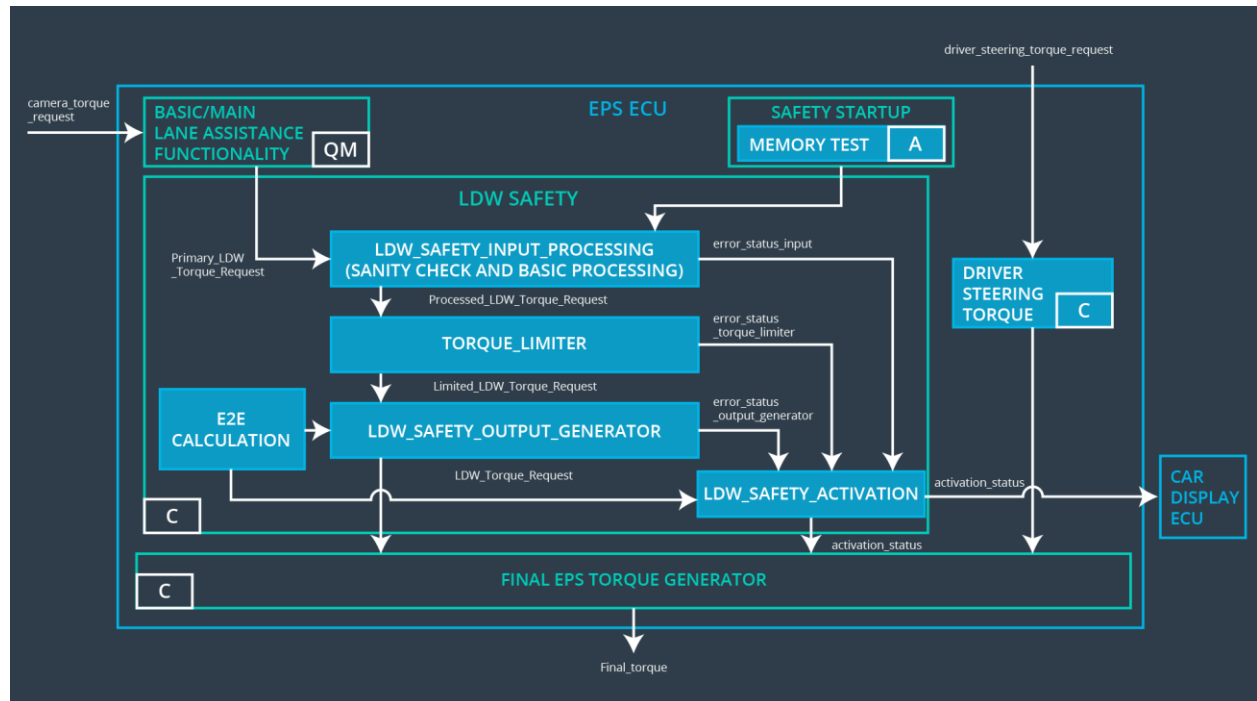 driver_steering_torque_request
camera_torque
_request
EPS ECU
BASIC/MAIN
LANE ASSISTANCE
FUNCTIONALITY
QM
SAFETY STARTUP
MEMORY TEST
A
LDW SAFETY
Primary_LDW
_Torque_Request
LDW_SAFETY_INPUT_PROCESSING
(SANITY CHECK AND BASIC PROCESSING)
error_status_input
DRIVER
STEERING
TORQUE
C
Processed_LDW_Torque_Request
TORQUE_LIMITER
error_status
_torque_limiter
Limited_LDW_Torque_Request
E2E
CALCULATION
LDW_SAFETY_OUTPUT_GENERATOR
error_status
_output_generator
LDW_Torque_Request
LDW_SAFETY_ACTIVATION
activation_status
CAR
DISPLAY
ECU
C
activation_status
FINAL EPS TORQUE GENERATOR
C
Final_torque